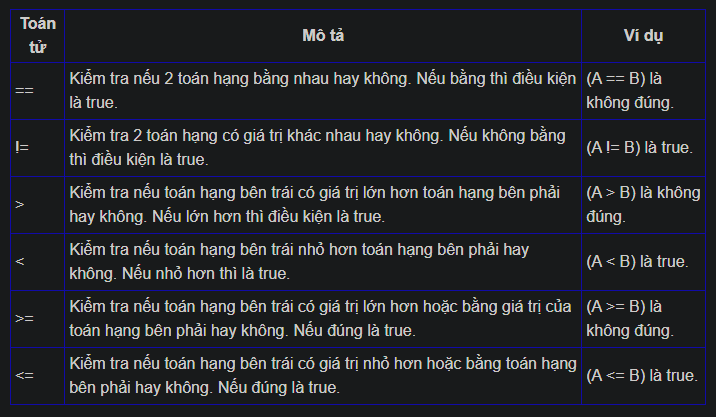 Toán
tử
Mô tả
Ví dụ
==
Kiểm tra nếu 2 toán hạng bằng nhau hay không. Nếu bằng thì điều kiện
là true.
(A == B) là
không đúng.
!=
Kiểm tra 2 toán hạng có giá trị khác nhau hay không. Nếu không bằng
thì điều kiện là true.
(A != B) là true.
>
Kiểm tra nếu toán hạng bên trái có giá trị lớn hơn toán hạng bên phải
hay không. Nếu lớn hơn thì điều kiện là true.
(A > B) là không
đúng.
<
Kiểm tra nếu toán hạng bên trái nhỏ hơn toán hạng bên phải hay
không. Nếu nhỏ hơn thì là true.
(A < B) là true.
>=
Kiểm tra nếu toán hạng bên trái có giá trị lớn hơn hoặc bằng giá trị của
toán hạng bên phải hay không. Nếu đúng là true.
(A >= B) là
không đúng.
<=
Kiểm tra nếu toán hạng bên trái có giá trị nhỏ hơn hoặc bằng toán hạng
bên phải hay không. Nếu đúng là true.
(A <= B) là true.